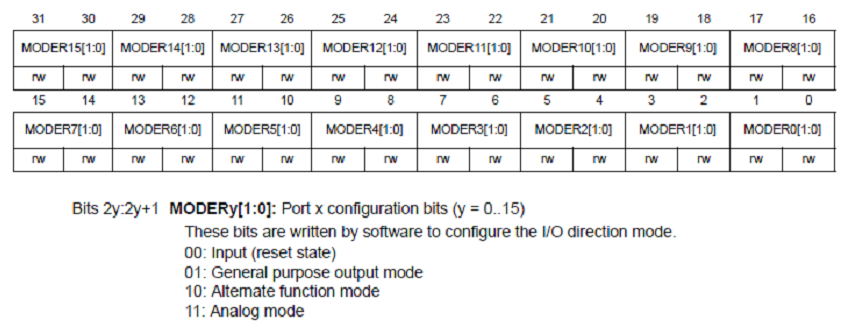 31 30 29 28 27 26 25 24 23 22 21 20 19 18 17 16
MODER15[1:0] MODER14[1:0] MODER13[1:0] MODER12[1:0] MODER11[1:0] MODER10[1:0] MODER9[1:0] MODER8[1:0]
rw rw rw rw rw rw rw rw rw rw rw rw rw rw rw rw
15 14 13 12 11 10 9 8 7 6 5 4 3 2 1 0
MODER7[1:0] MODER6[1:0] MODER5[1:0] MODER4[1:0] MODER3[1:0] MODER2[1:0] MODER1[1:0] MODER0[1:0]
rw rw rw rw rw rw rw rw rw rw rw rw rw rw rw rw
Bits 2y:2y+1 MODERy[1:0]: Port x configuration bits (y = 0..15)
These bits are written by software to configure the I/O direction mode.
00: Input (reset state)
01: General purpose output mode
10: Alternate function mode
11: Analog mode